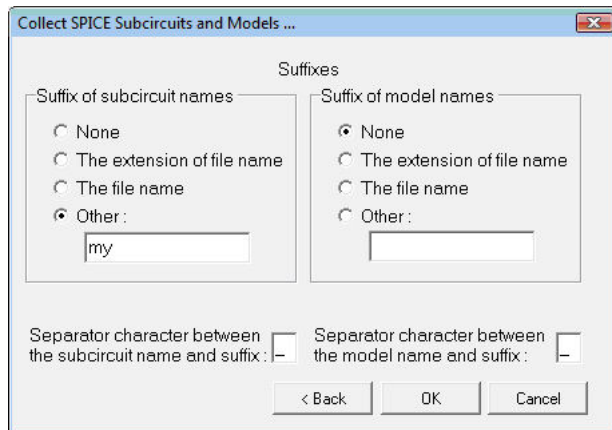 Collect SPICE Subcircuits and Models ...
Suffixes
Suffix of subcircuit names
None
The extension of file name
The file name
Other :
my
Suffix of model names
None
The extension of file name
The file name
Other :
Separator character between
the subcircuit name and suffix : _
Separator character between
the model name and suffix : _
< Back
OK
Cancel